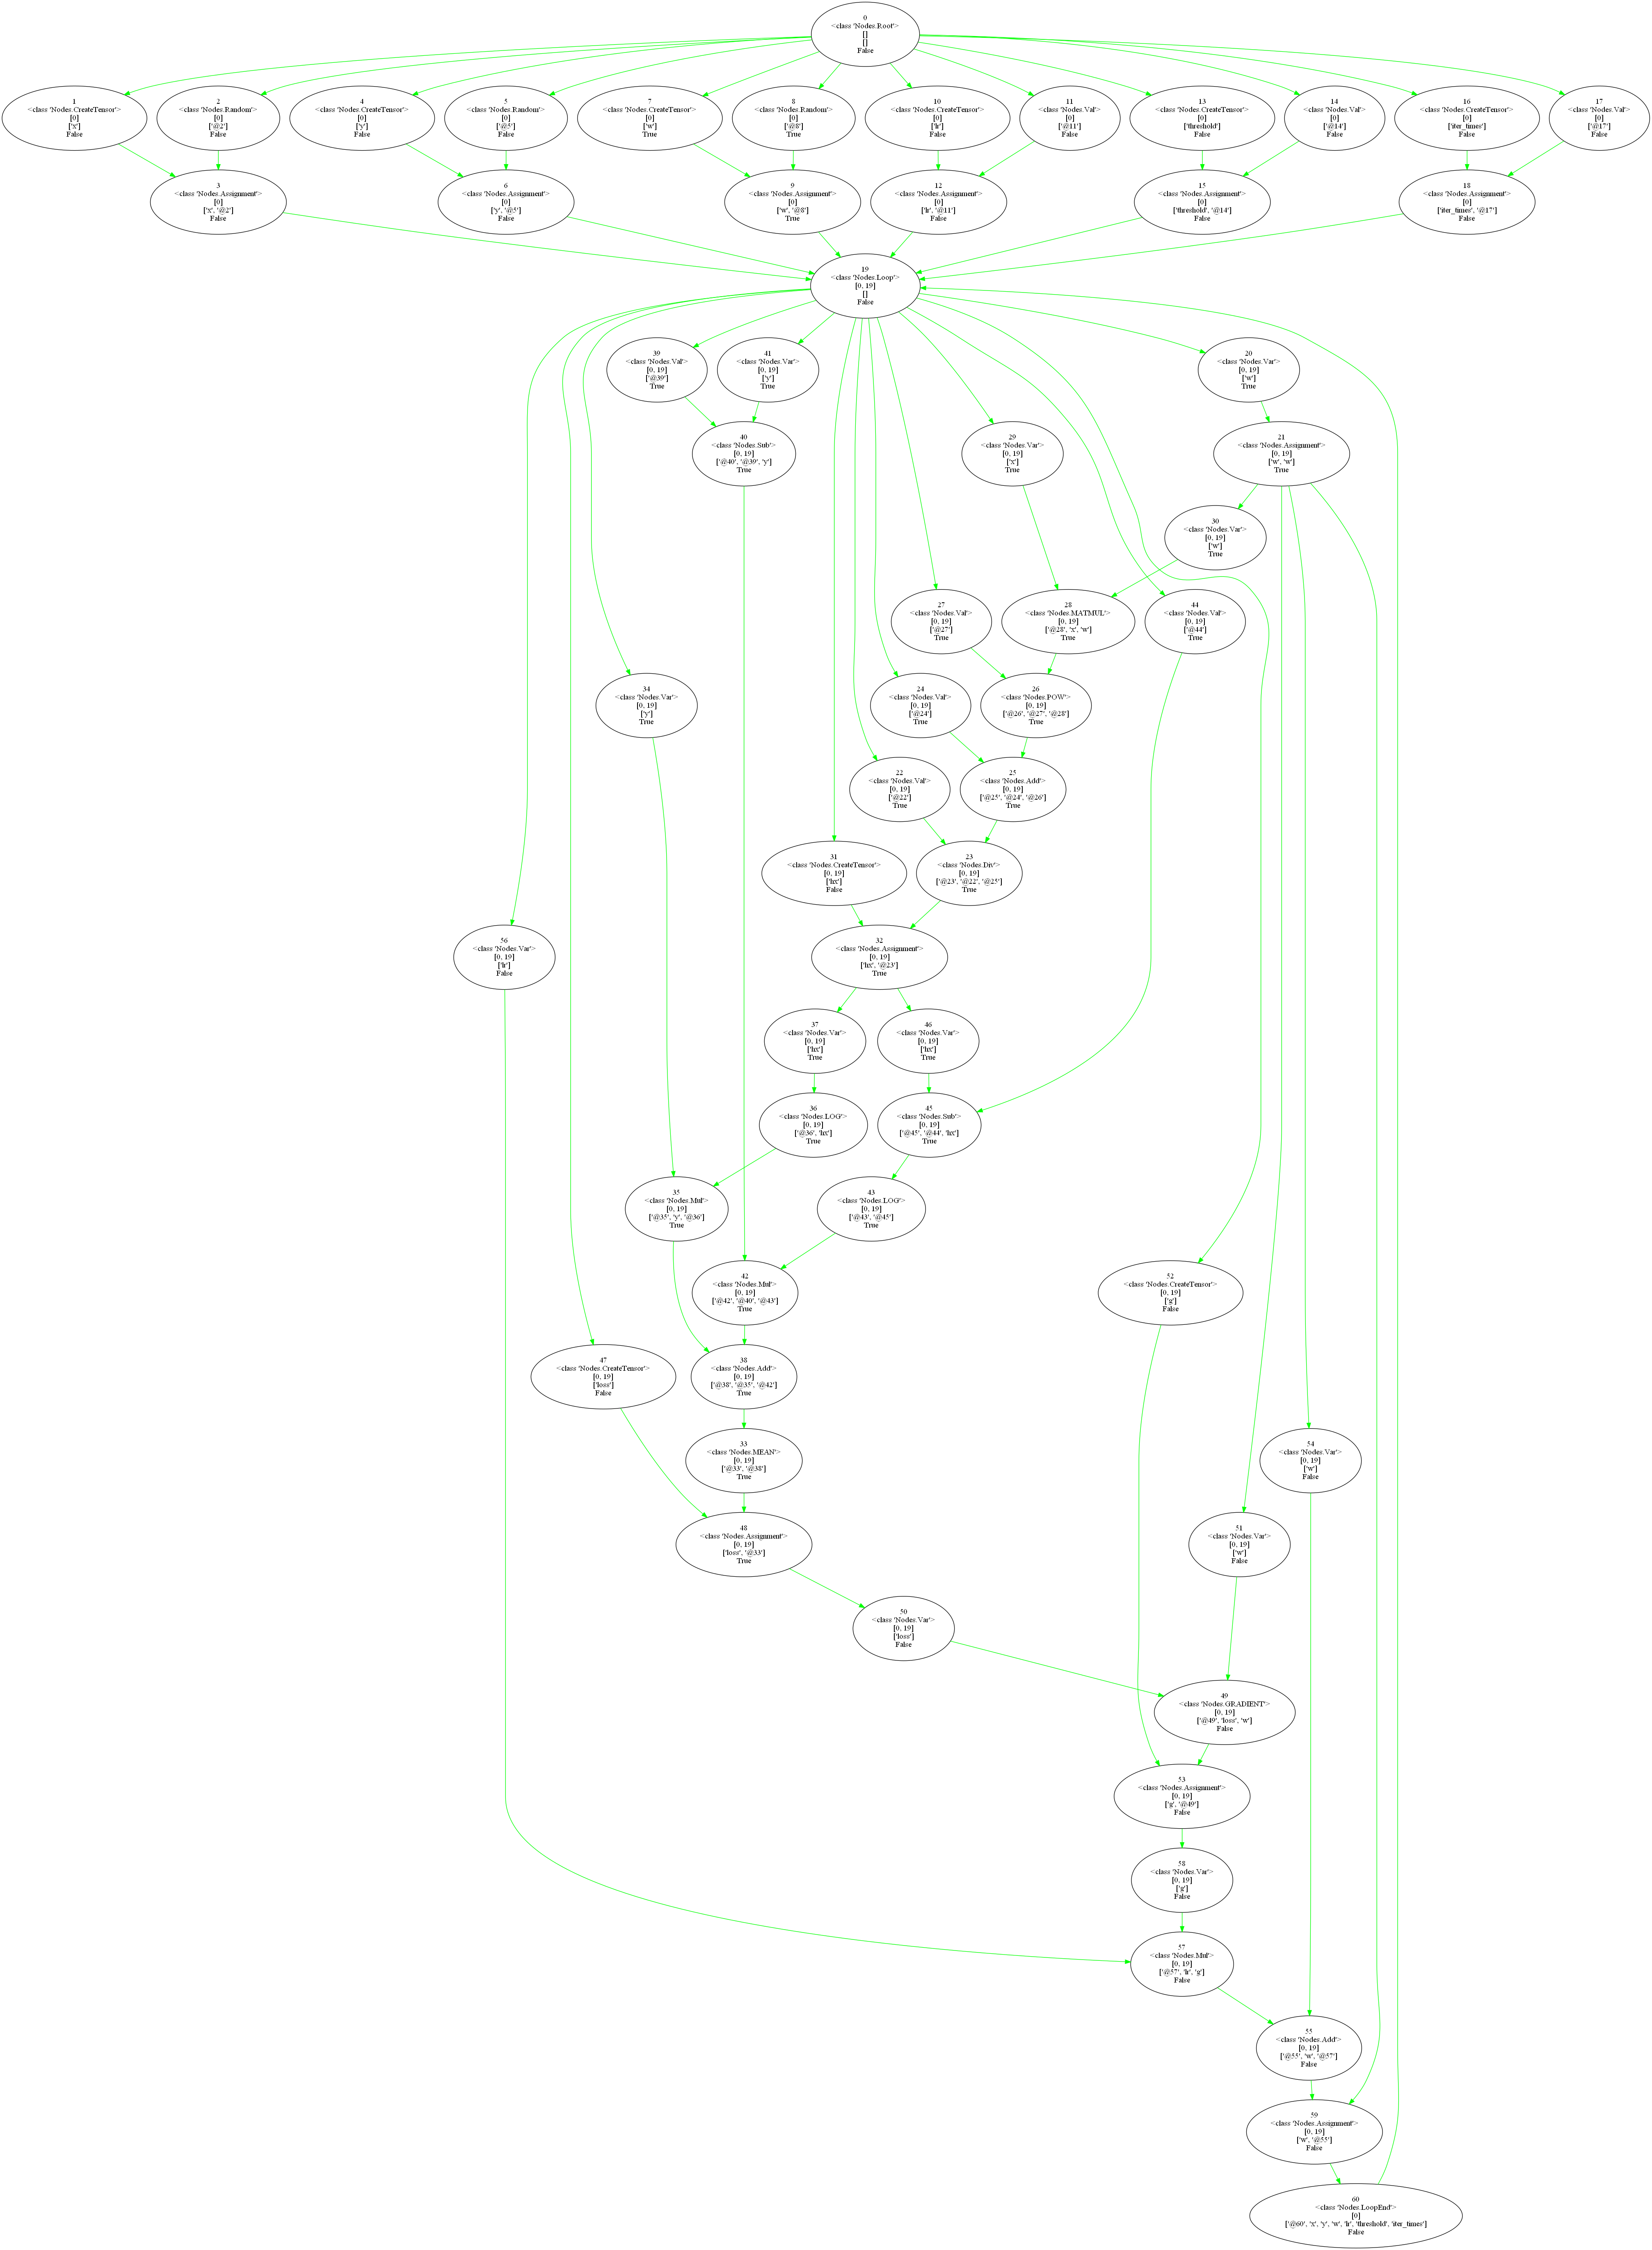 0
<class 'Nodes.Root'>
[]
[]
False
1
<class 'Nodes.CreateTensor'>
[0]
['x']
False
2
<class 'Nodes.Random'>
[0]
['@2']
False
4
<class 'Nodes.CreateTensor'>
[0]
['y']
False
5
<class 'Nodes.Random'>
[0]
['@5']
False
7
<class 'Nodes.CreateTensor'>
[0]
['w']
True
8
<class 'Nodes.Random'>
[0]
['@8']
True
10
<class 'Nodes.CreateTensor'>
[0]
['lr']
False
11
<class 'Nodes.Val'>
[0]
['@11']
False
13
<class 'Nodes.CreateTensor'>
[0]
['threshold']
False
14
<class 'Nodes.Val'>
[0]
['@14']
False
16
<class 'Nodes.CreateTensor'>
[0]
['iter_times']
False
17
<class 'Nodes.Val'>
[0]
['@17']
False
3
<class 'Nodes.Assignment'>
[0]
['x', '@2']
False
6
<class 'Nodes.Assignment'>
[0]
['y', '@5']
False
9
<class 'Nodes.Assignment'>
[0]
['w', '@8']
True
12
<class 'Nodes.Assignment'>
[0]
['lr', '@11']
False
15
<class 'Nodes.Assignment'>
[0]
['threshold', '@14']
False
18
<class 'Nodes.Assignment'>
[0]
['iter_times', '@17']
False
19
<class 'Nodes.Loop'>
[0, 19]
[]
False
39
<class 'Nodes.Val'>
[0, 19]
['@39']
True
41
<class 'Nodes.Var'>
[0, 19]
['y']
True
20
<class 'Nodes.Var'>
[0, 19]
['w']
True
40
<class 'Nodes.Sub'>
[0, 19]
['@40', '@39', 'y']
True
29
<class 'Nodes.Var'>
[0, 19]
['x']
True
21
<class 'Nodes.Assignment'>
[0, 19]
['w', 'w']
True
30
<class 'Nodes.Var'>
[0, 19]
['w']
True
27
<class 'Nodes.Val'>
[0, 19]
['@27']
True
28
<class 'Nodes.MATMUL'>
[0, 19]
['@28', 'x', 'w']
True
44
<class 'Nodes.Val'>
[0, 19]
['@44']
True
34
<class 'Nodes.Var'>
[0, 19]
['y']
True
24
<class 'Nodes.Val'>
[0, 19]
['@24']
True
26
<class 'Nodes.POW'>
[0, 19]
['@26', '@27', '@28']
True
22
<class 'Nodes.Val'>
[0, 19]
['@22']
True
25
<class 'Nodes.Add'>
[0, 19]
['@25', '@24', '@26']
True
31
<class 'Nodes.CreateTensor'>
[0, 19]
['hx']
False
23
<class 'Nodes.Div'>
[0, 19]
['@23', '@22', '@25']
True
56
<class 'Nodes.Var'>
[0, 19]
['lr']
False
32
<class 'Nodes.Assignment'>
[0, 19]
['hx', '@23']
True
37
<class 'Nodes.Var'>
[0, 19]
['hx']
True
46
<class 'Nodes.Var'>
[0, 19]
['hx']
True
36
<class 'Nodes.LOG'>
[0, 19]
['@36', 'hx']
True
45
<class 'Nodes.Sub'>
[0, 19]
['@45', '@44', 'hx']
True
35
<class 'Nodes.Mul'>
[0, 19]
['@35', 'y', '@36']
True
43
<class 'Nodes.LOG'>
[0, 19]
['@43', '@45']
True
42
<class 'Nodes.Mul'>
[0, 19]
['@42', '@40', '@43']
True
52
<class 'Nodes.CreateTensor'>
[0, 19]
['g']
False
47
<class 'Nodes.CreateTensor'>
[0, 19]
['loss']
False
38
<class 'Nodes.Add'>
[0, 19]
['@38', '@35', '@42']
True
33
<class 'Nodes.MEAN'>
[0, 19]
['@33', '@38']
True
54
<class 'Nodes.Var'>
[0, 19]
['w']
False
48
<class 'Nodes.Assignment'>
[0, 19]
['loss', '@33']
True
51
<class 'Nodes.Var'>
[0, 19]
['w']
False
50
<class 'Nodes.Var'>
[0, 19]
['loss']
False
49
<class 'Nodes.GRADIENT'>
[0, 19]
['@49', 'loss', 'w']
False
53
<class 'Nodes.Assignment'>
[0, 19]
['g', '@49']
False
58
<class 'Nodes.Var'>
[0, 19]
['g']
False
57
<class 'Nodes.Mul'>
[0, 19]
['@57', 'lr', 'g']
False
55
<class 'Nodes.Add'>
[0, 19]
['@55', 'w', '@57']
False
59
<class 'Nodes.Assignment'>
[0, 19]
['w', '@55']
False
60
<class 'Nodes.LoopEnd'>
[0]
['@60', 'x', 'y', 'w', 'lr', 'threshold', 'iter_times']
False